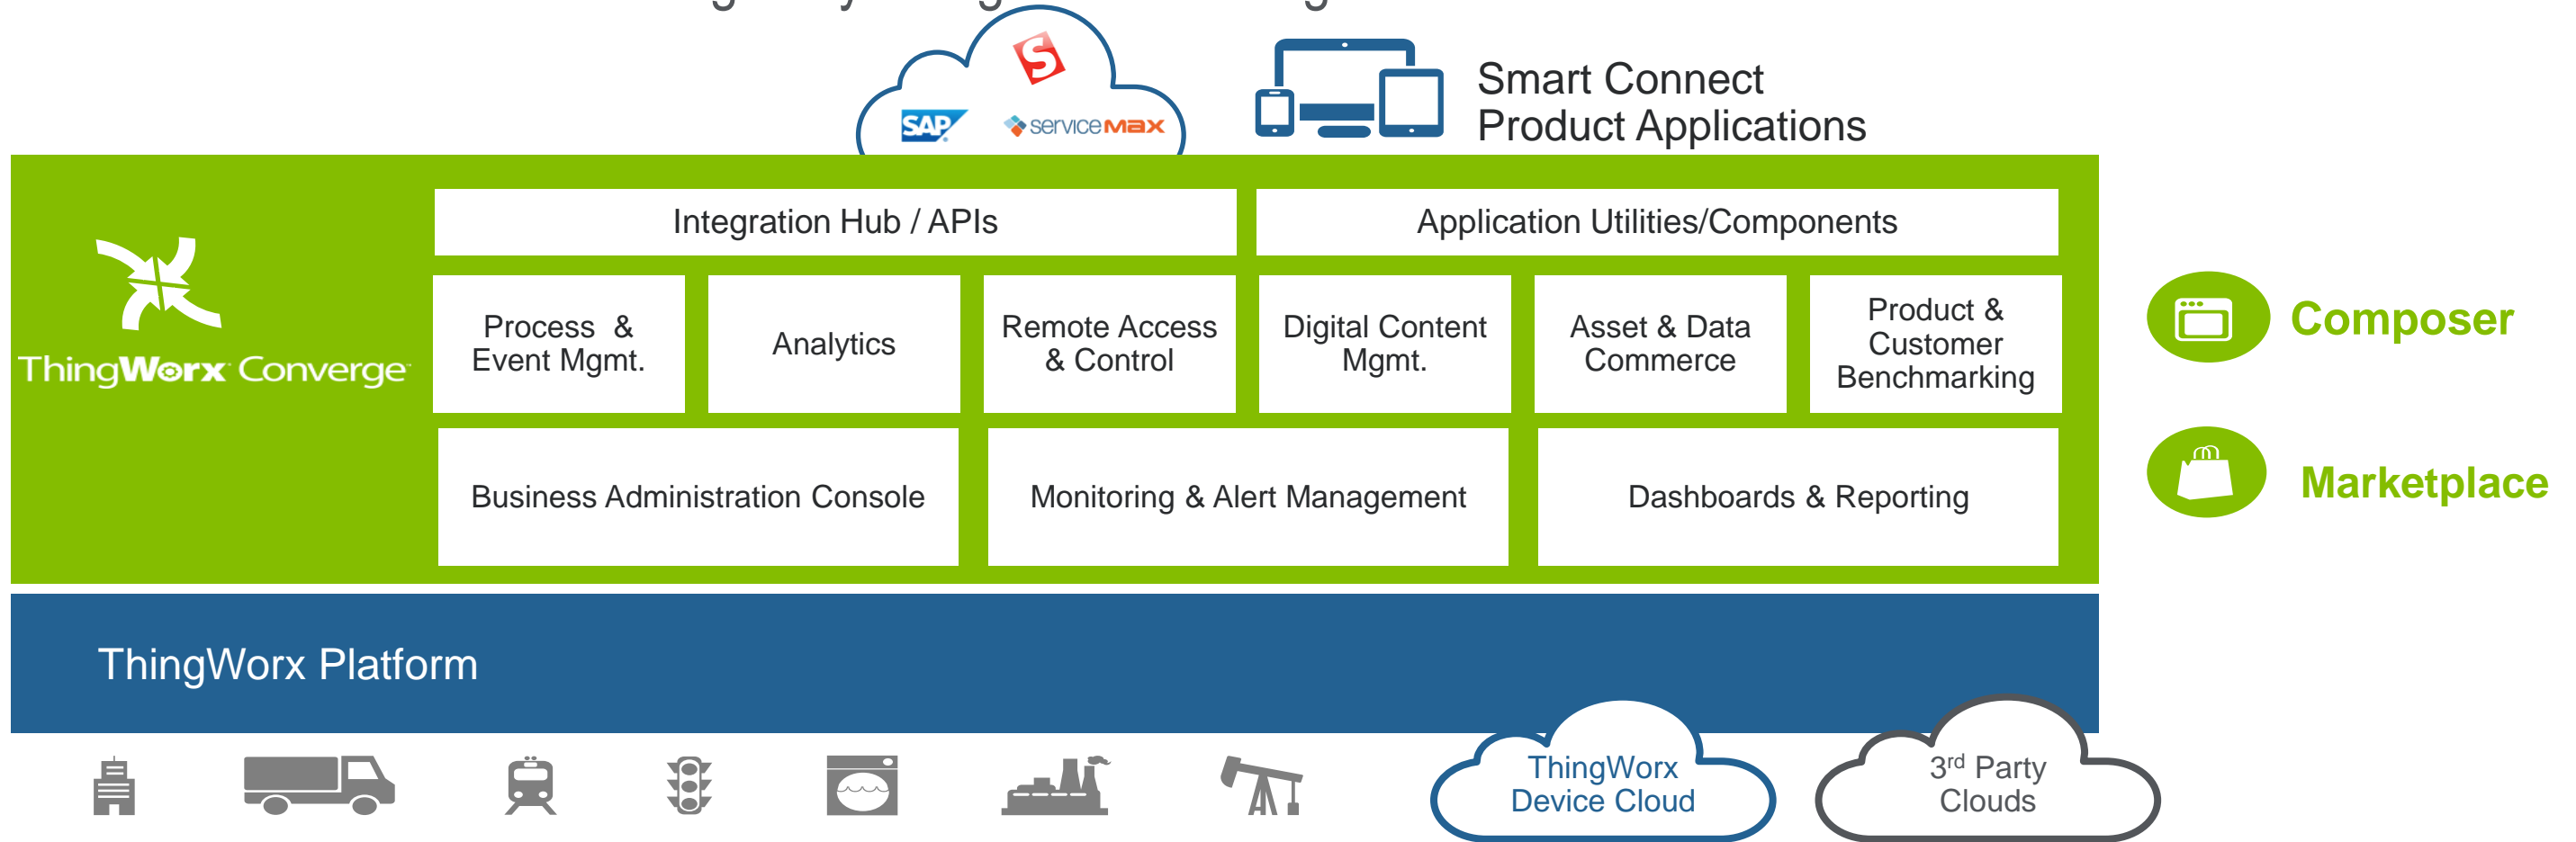 SAP
servicemax
Smart Connect
Product Applications
Integration Hub / APIs
Application Utilities/Components
ThingWorx Converge
Process & 
Event Mgmt.
Analytics
Remote Access
& Control
Digital Content
Mgmt.
Asset & Data
Commerce
Product &
Customer
Benchmarking
Composer
Business Administration Console
Monitoring & Alert Management
Dashboards & Reporting
Marketplace
ThingWorx Platform
ThingWorx
Device Cloud
3rd Party
Clouds